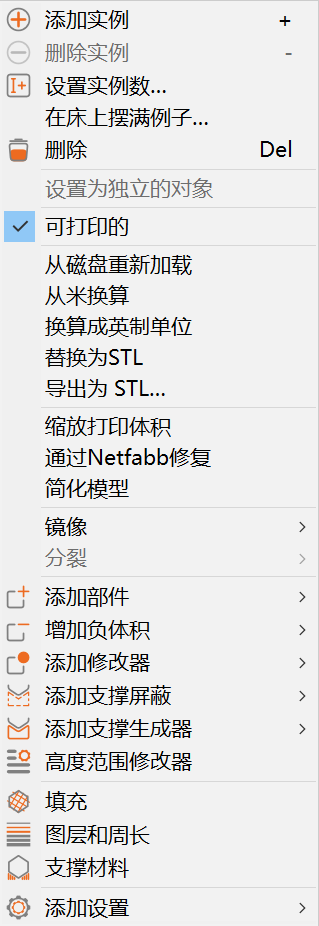 添加实例 +
删除实例 -
设置实例数...
在床上摆满例子...
删除 Del
设置为独立的对象
可打印的
从磁盘重新加载
从米换算
换算成英制单位
替换为STL
导出为 STL...
缩放打印体积
通过Netfabb修复
简化模型
镜像
分裂
添加部件
增加负体积
添加修改器
添加支撑屏蔽
添加支撑生成器
高度范围修改器
填充
图层和周长
支撑材料
添加设置